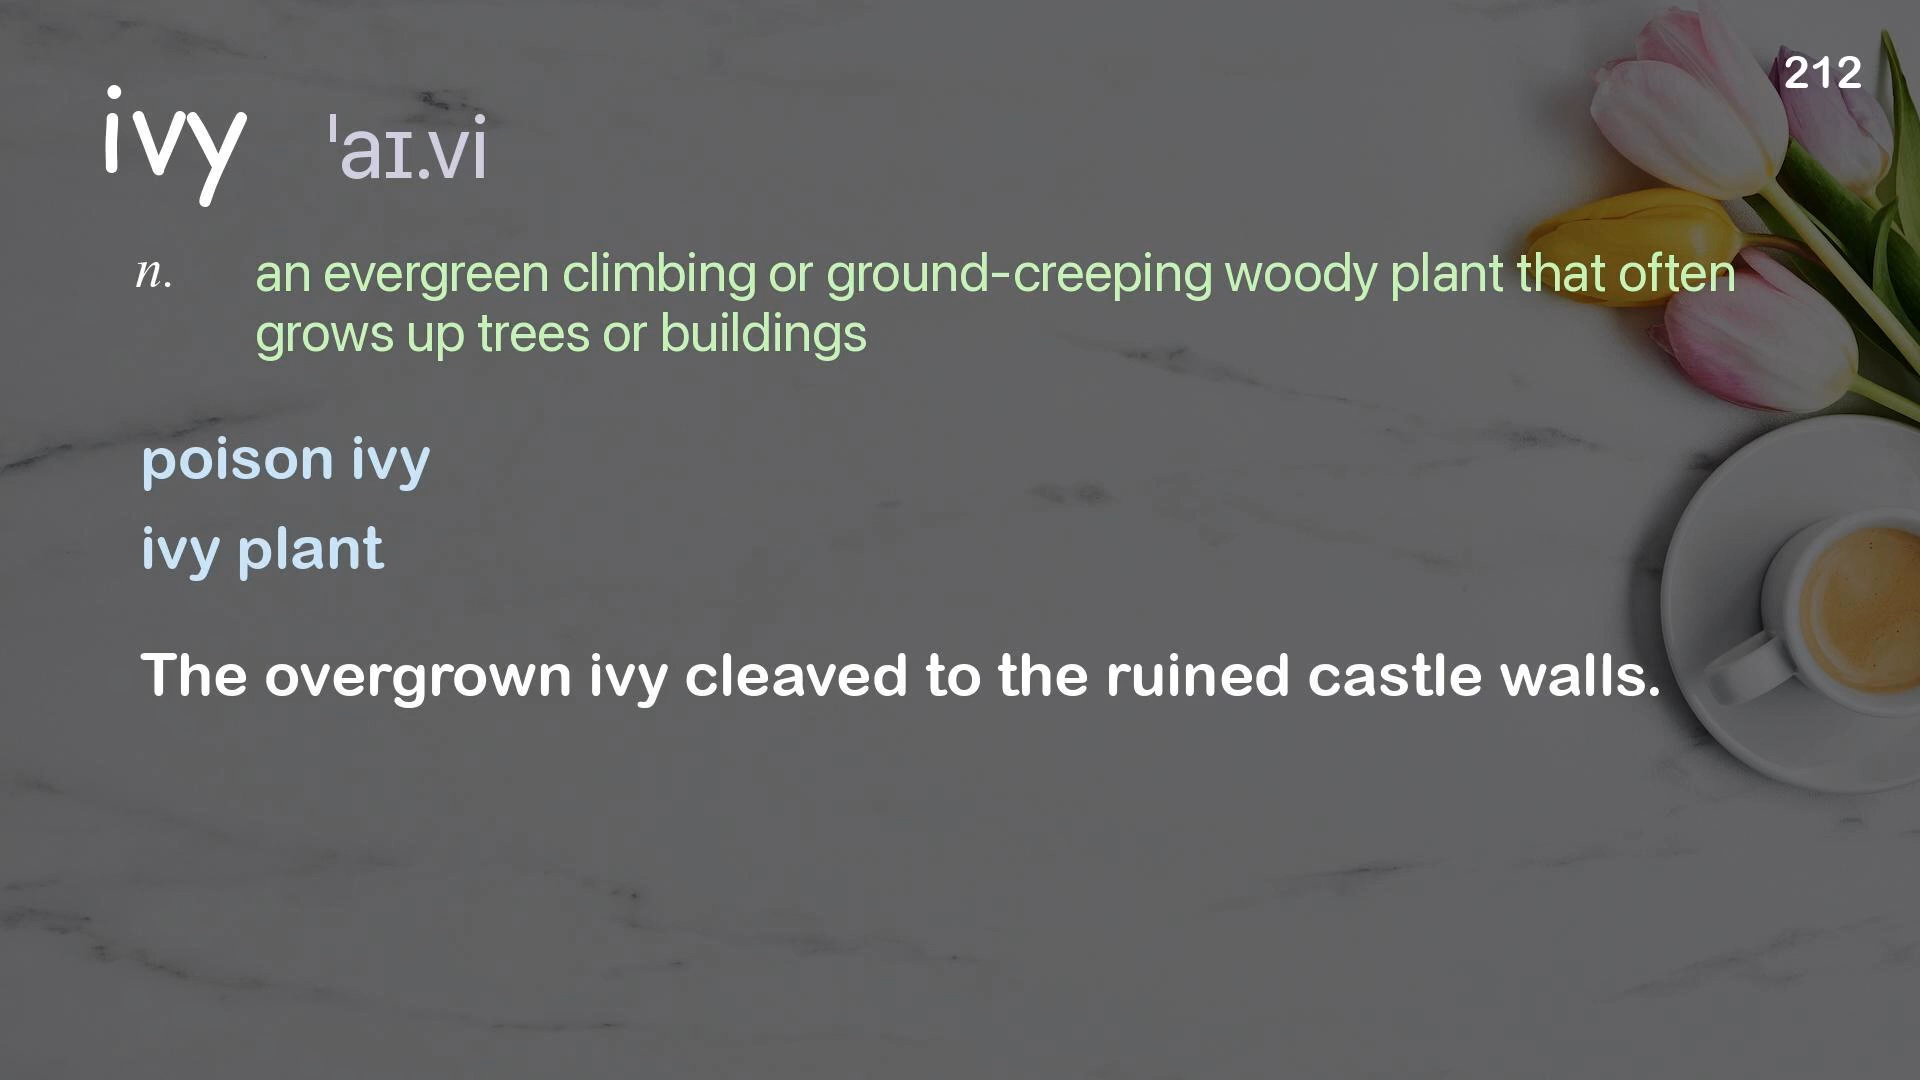 212
ivy ˈaɪ.vi
n. an evergreen climbing or ground-creeping woody plant that often
grows up trees or buildings
poison ivy
ivy plant
The overgrown ivy cleaved to the ruined castle walls.